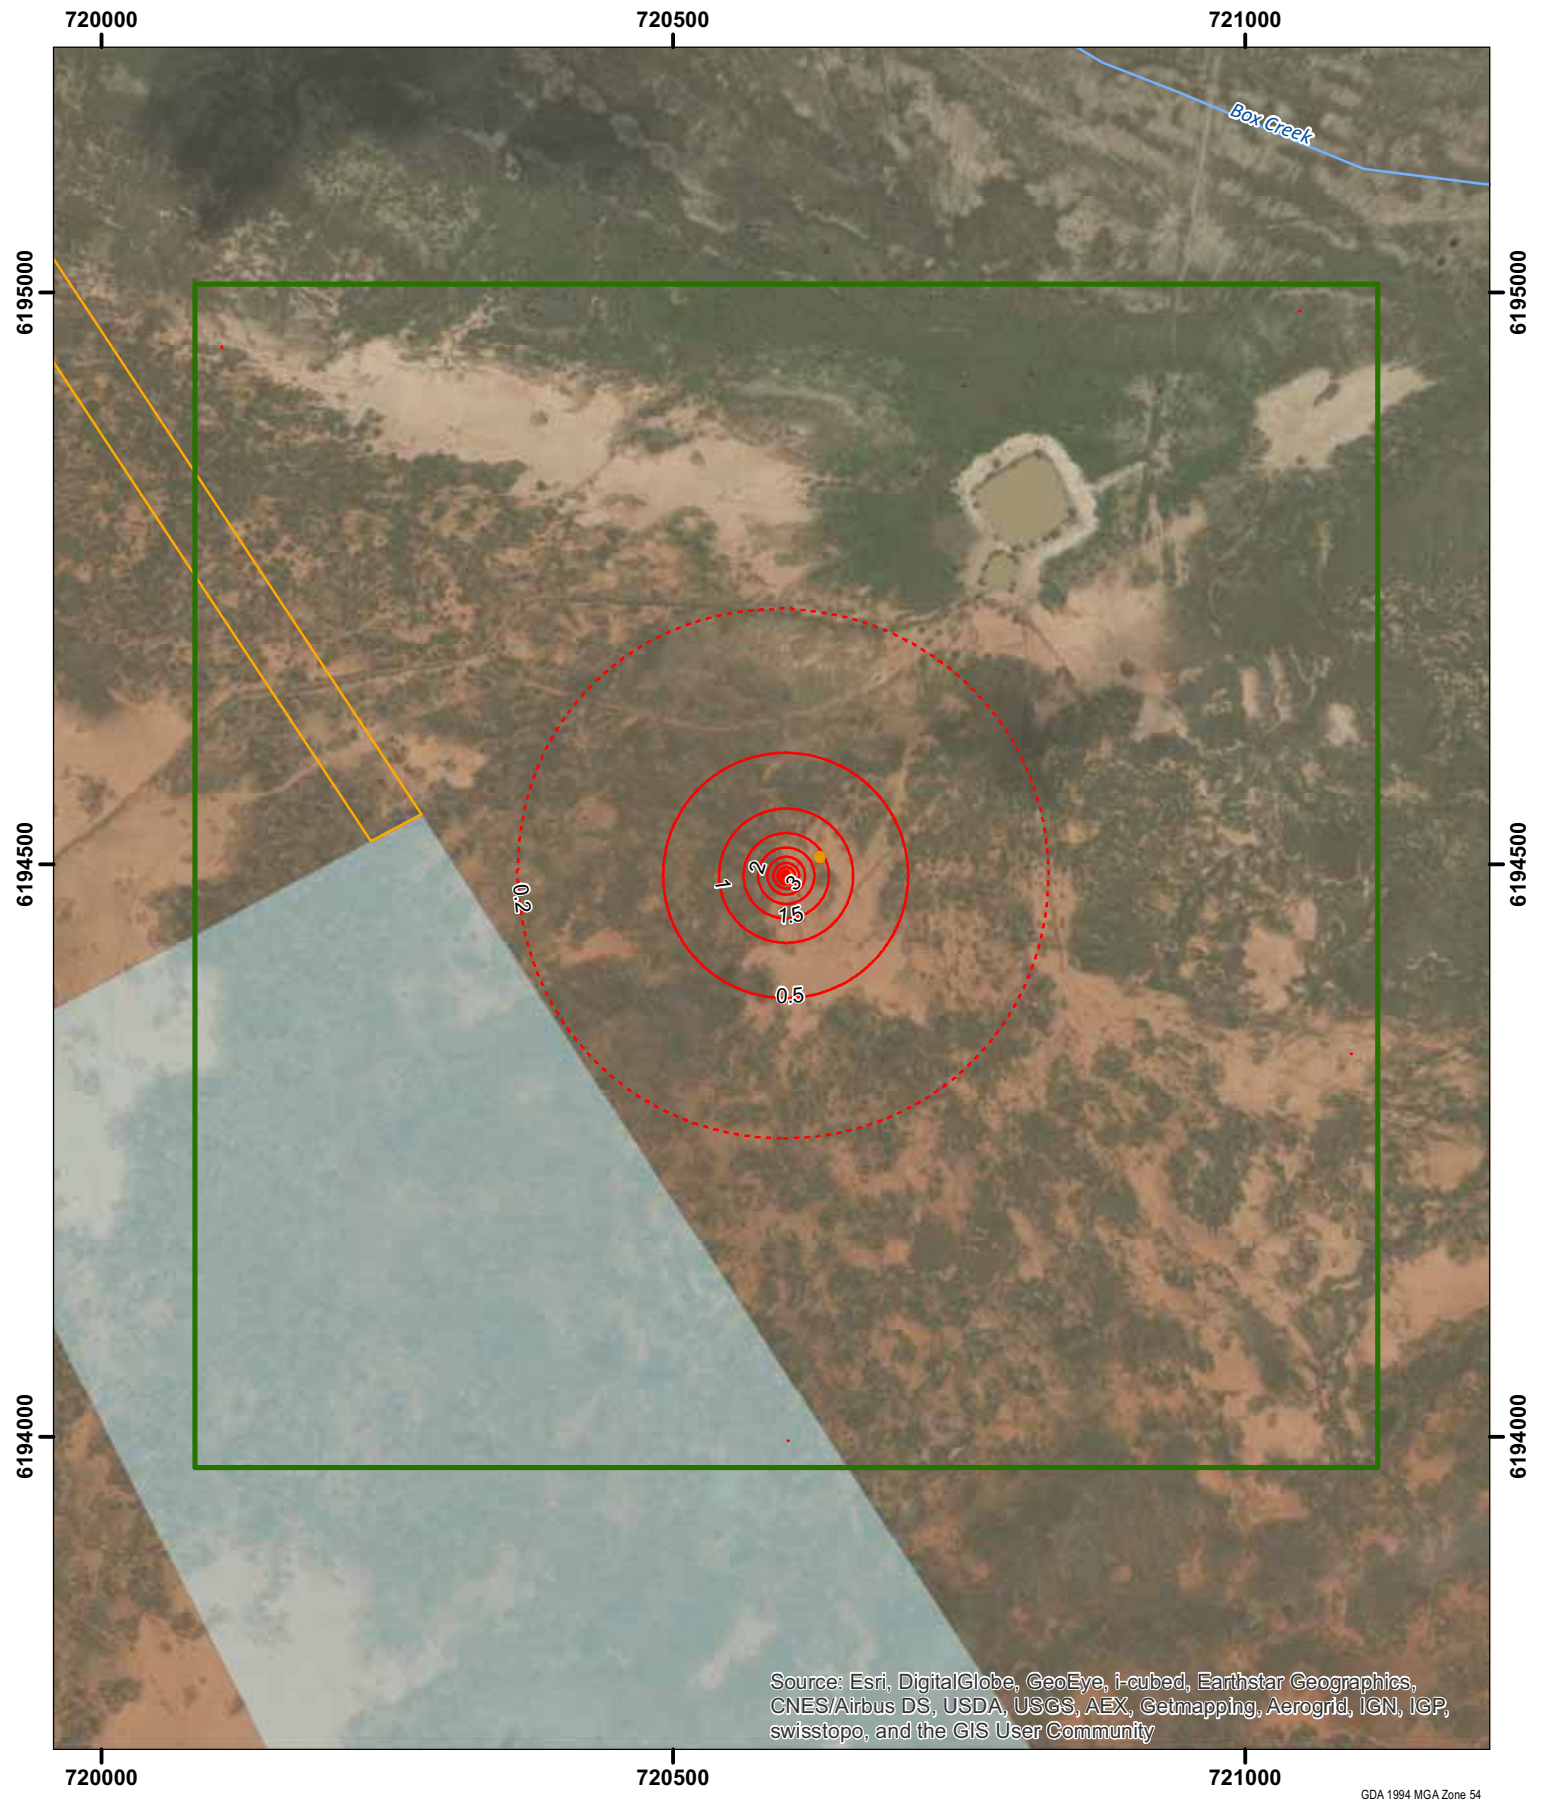 720000 720500 721000
Box Creek
6195000 6195000
6194500 6194500
2
1 3
0.2
1.5
0.5
6194000 6194000
Source: Esri, DigitalGlobe, GeoEye, i-cubed, Earthstar Geographics,
CNES/Airbus DS, USDA, USGS, AEX, Getmapping, Aerogrid, IGN, IGP,
swisstopo, and the GIS User Community
720000 720500 721000
GDA 1994 MGA Zone 54